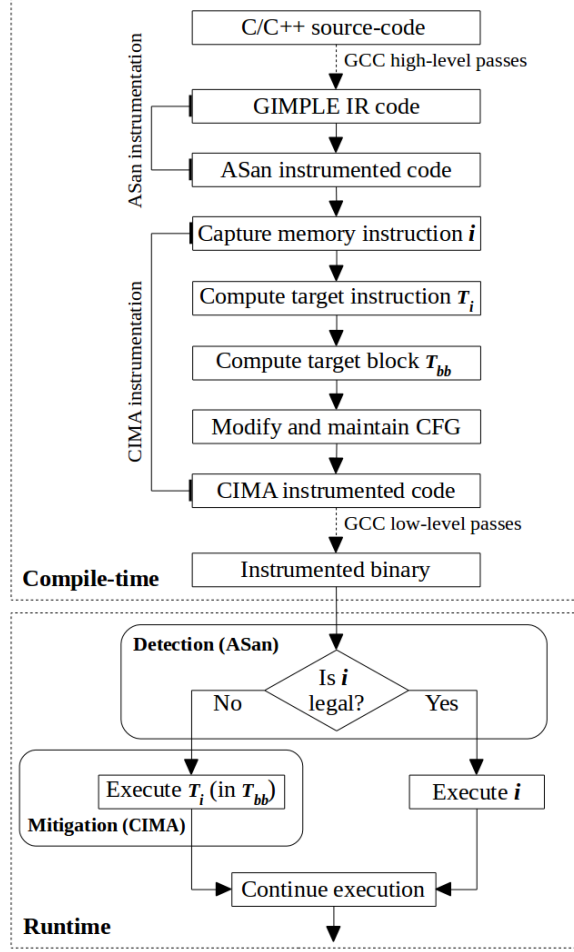 C/C++ source-code
GCC high-level passes
GIMPLE IR code
ASan instrumentation
ASan instrumented code
Capture memory instruction i
Compute target instruction Ti
Compute target block Tbb
CIMA instrumentation
Modify and maintain CFG
CIMA instrumented code
GCC low-level passes
Instrumented binary
Compile-time
Detection (ASan)
Is i
legal?
No
Yes
Execute Ti (in Tbb)
Execute i
Mitigation (CIMA)
Continue execution
Runtime